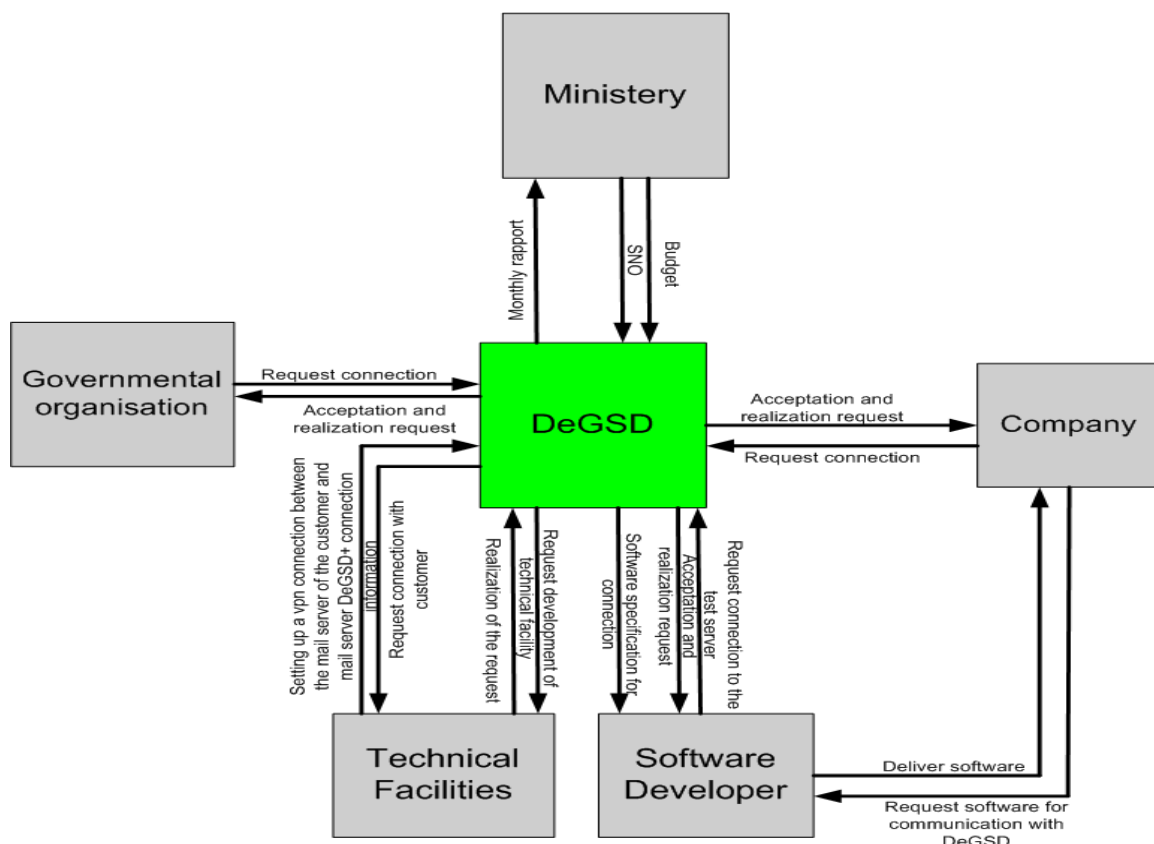 Ministery
Monthly rapport
SNO
Budget
Governmental
organisation
Request connection
Acceptation and
realization request
DeGSD
Acceptation and
realization request
Request connection
Company
Setting up a vpn connection between
the mail server of the customer and
mail server DeGSD+ connection
information
Request connection with
customer
Realization of the request
Request development of
technical facility
Software specification for
connection
Acceptation and
realization request
Request connection to the
test server
Technical
Facilities
Software
Developer
Deliver software
Request software for
communication with
DeGSD